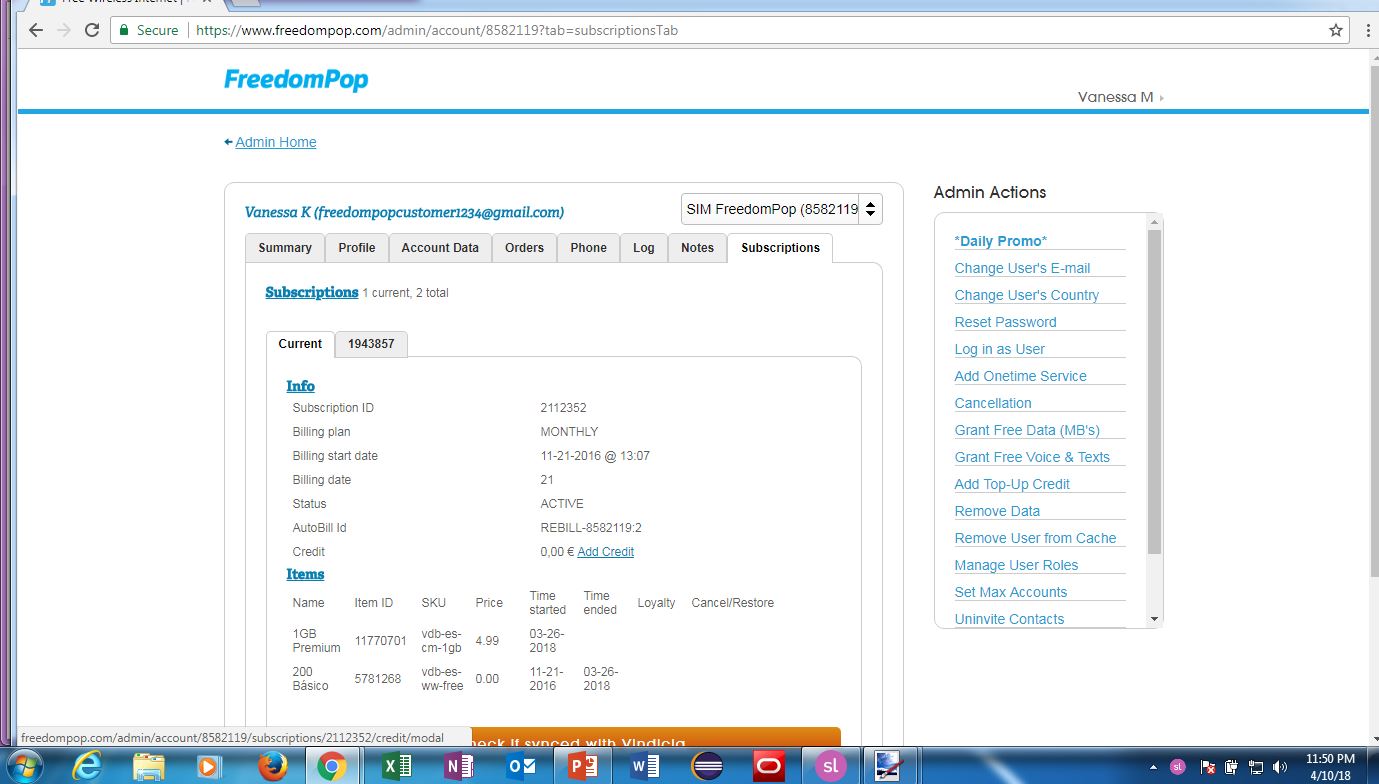 Free Wireless Internet |
Secure
https://www.freedompop.com/admin/account/8582119?tab=subscriptionsTab
FreedomPop
Vanessa M
Admin Home
Vanessa K (freedompopcustomer1234@gmail.com)
SIM FreedomPop (8582119
Summary
Profile
Account Data
Orders
Phone
Log
Notes
Subscriptions
Subscriptions 1 current, 2 total
Current
1943857
Info
Subscription ID 2112352
Billing plan MONTHLY
Billing start date 11-21-2016 @ 13:07
Billing date 21
Status ACTIVE
AutoBill Id REBILL-8582119:2
Credit 0,00 € Add Credit
Items
Name Item ID SKU Price Time started Time ended Loyalty Cancel/Restore
1GB Premium 11770701 vdb-es-cm-1gb 4.99 03-26-2018
200 Básico 5781268 vdb-es-ww-free 0.00 11-21-2016 03-26-2018
heck if synced with Vindicia
Admin Actions
*Daily Promo*
Change User's E-mail
Change User's Country
Reset Password
Log in as User
Add Onetime Service
Cancellation
Grant Free Data (MB's)
Grant Free Voice & Texts
Add Top-Up Credit
Remove Data
Remove User from Cache
Manage User Roles
Set Max Accounts
Uninvite Contacts
freedompop.com/admin/account/8582119/subscriptions/2112352/credit/modal
sl
sl
11:50 PM
4/10/18